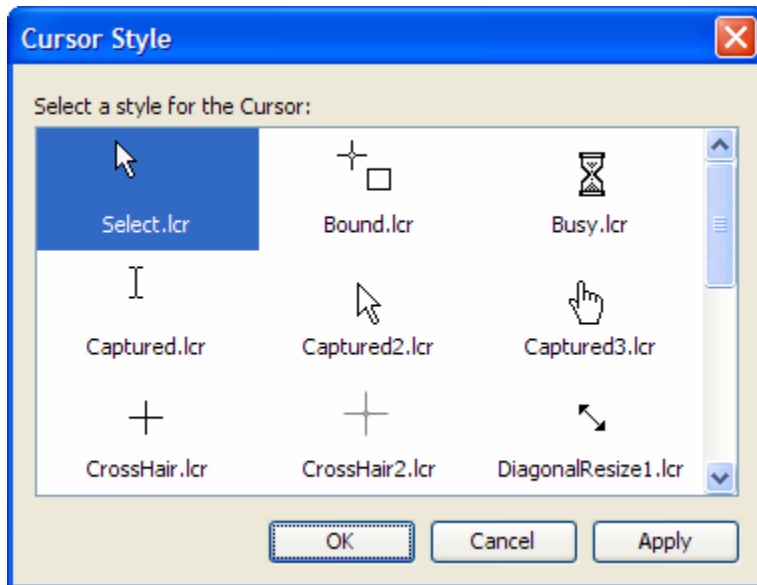 Cursor Style
Select a style for the Cursor:
Select.lcr Bound.lcr Busy.lcr
Captured.lcr Captured2.lcr Captured3.lcr
CrossHair.lcr CrossHair2.lcr DiagonalResize1.lcr
OK Cancel Apply